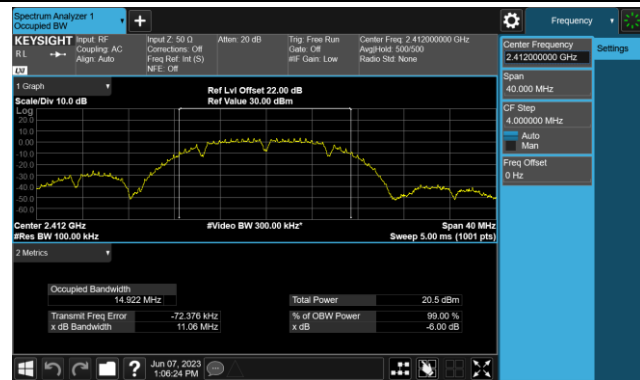 Spectrum Analyzer 1
Occupied BW
Frequency
KEYSIGHT
Input: RF
Input Z: 50 Ω
Atten: 20 dB
Trig: Free Run
Center Freq: 2.412000000 GHz
RL
Coupling: AC
Corrections: Off
Gate: Off
Avg|Hold: 500/500
Align: Auto
Freq Ref: Int (S)
#IF Gain: Low
Radio Std: None
NFE: Off
LXI
Center Frequency
2.412000000 GHz
Settings
Span
40.000 MHz
CF Step
4.000000 MHz
Auto
Man
Freq Offset
0 Hz
1 Graph
Ref Lvl Offset 22.00 dB
Scale/Div 10.0 dB
Ref Value 30.00 dBm
Log
20.0
10.0
0.00
-10.0
-20.0
-30.0
-40.0
-50.0
-60.0
Center 2.412 GHz
#Video BW 300.00 kHz*
Span 40 MHz
#Res BW 100.00 kHz
Sweep 5.00 ms (1001 pts)
2 Metrics
Occupied Bandwidth
14.922 MHz
Total Power
20.5 dBm
Transmit Freq Error
-72.376 kHz
% of OBW Power
99.00 %
x dB Bandwidth
11.06 MHz
x dB
-6.00 dB
?
Jun 07, 2023
1:06:24 PM